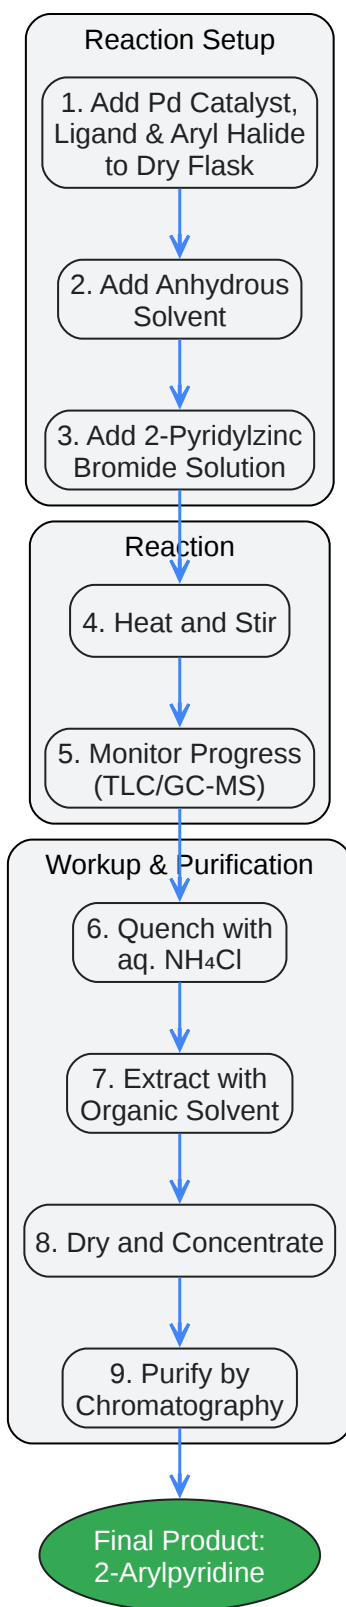 Reaction Setup
1. Add Pd Catalyst,
Ligand & Aryl Halide
to Dry Flask
2. Add Anhydrous
Solvent
3. Add 2-Pyridylzinc
Bromide Solution
Reaction
4. Heat and Stir
5. Monitor Progress
(TLC/GC-MS)
Workup & Purification
6. Quench with
aq. NH₄Cl
7. Extract with
Organic Solvent
8. Dry and Concentrate
9. Purify by
Chromatography
Final Product:
2-Arylpyridine